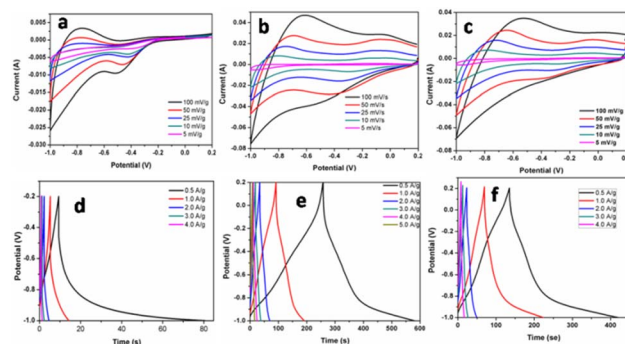 a
Current (A)
0.005
0.000
-0.005
-0.010
-0.015
-0.020
-0.025
-0.030
100 mV/g
50 mV/g
25 mV/g
10 mV/g
5 mV/g
-1.0 -0.8 -0.6 -0.4 -0.2 0.0 0.2
Potential (V)
b
Current (A)
0.04
0.02
0.00
-0.02
-0.04
-0.06
-0.08
100 mV/s
50 mV/s
25 mV/s
10 mV/s
5 mV/s
-1.0 -0.8 -0.6 -0.4 -0.2 0.0 0.2
Potential (V)
c
Current (A)
0.04
0.02
0.00
-0.02
-0.04
-0.06
-0.08
100 mV/g
50 mV/g
25 mV/g
10 mV/g
5 mV/g
-1.0 -0.8 -0.6 -0.4 -0.2 0.0
Potential (V)
d
Potential (V)
0.0
-0.2
-0.4
-0.6
-0.8
-1.0
0.5 A/g
1.0 A/g
2.0 A/g
3.0 A/g
4.0 A/g
0 20 40 60 80
Time (s)
e
Potential (V)
0.2
0.0
-0.2
-0.4
-0.6
-0.8
-1.0
0.5 A/g
1.0 A/g
2.0 A/g
3.0 A/g
4.0 A/g
5.0 A/g
0 100 200 300 400 500 600
Time (s)
f
Potential (V)
0.2
0.0
-0.2
-0.4
-0.6
-0.8
-1.0
0.5 A/g
1.0 A/g
2.0 A/g
3.0 A/g
4.0 A/g
0 100 200 300 400
Time (se)